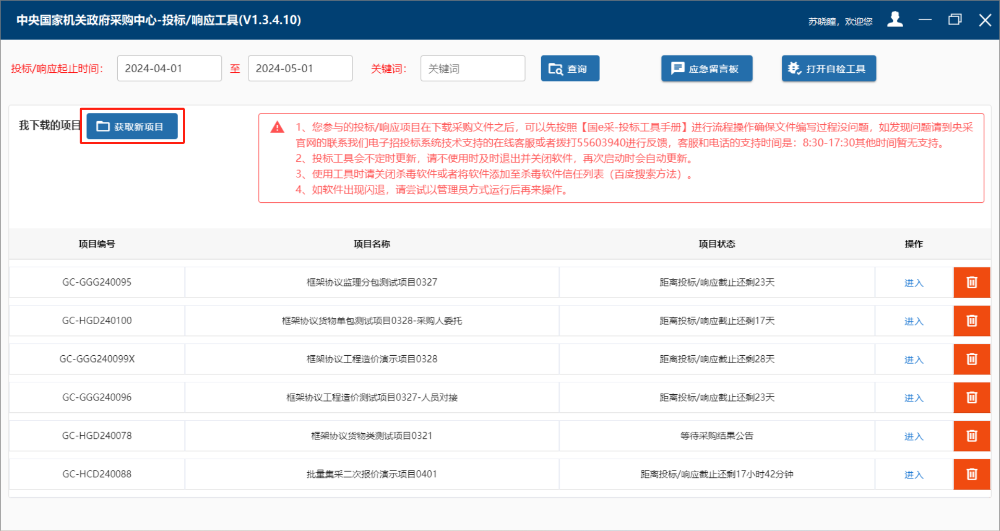 中央国家机关政府采购中心-投标/响应工具(V1.3.4.10)
苏晓瞳，欢迎您
投标/响应起止时间： 2024-04-01 至 2024-05-01 关键词： 关键词 查询 应急留言板 打开自检工具
我下载的项目 获取新项目
1、您参与的投标/响应项目在下载采购文件之后，可以先按照【国e采-投标工具手册】进行流程操作确保文件编写过程没问题，如发现问题请到央采
官网的联系我们电子招投标系统技术支持的在线客服或者拨打55603940进行反馈，客服和电话的支持时间是：8:30-17:30其他时间暂无支持。
2、投标工具会不定时更新，请不使用时及时退出并关闭软件，再次启动时会自动更新。
3、使用工具时请关闭杀毒软件或者将软件添加至杀毒软件信任列表（百度搜索方法）。
4、如软件出现闪退，请尝试以管理员方式运行后再来操作。
项目编号 项目名称 项目状态 操作
GC-GGG240095 框架协议监理分包测试项目0327 距离投标/响应截止还剩23天 进入
GC-HGD240100 框架协议货物单包测试项目0328-采购人委托 距离投标/响应截止还剩17天 进入
GC-GGG240099X 框架协议工程造价演示项目0328 距离投标/响应截止还剩28天 进入
GC-GGG240096 框架协议工程造价测试项目0327-人员对接 距离投标/响应截止还剩23天 进入
GC-HGD240078 框架协议货物类测试项目0321 等待采购结果公告 进入
GC-HCD240088 批量集采二次报价演示项目0401 距离投标/响应截止还剩17小时42分钟 进入